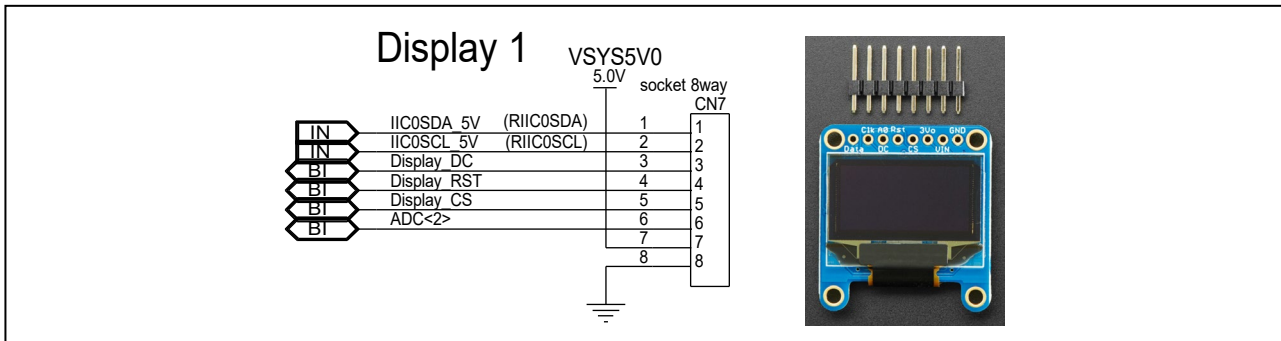 Display 1
VSYS5V0
5.0V
socket 8way
CN7
IN IIC0SDA_5V (RIIC0SDA) 1 1
IN IIC0SCL_5V (RIIC0SCL) 2 2
BI Display_DC 3 3
BI Display_RST 4 4
BI Display_CS 5 5
BI ADC<2> 6 6
7 7
8 8
Clk A0 Rst 3Vo GND
Data DC CS VIN